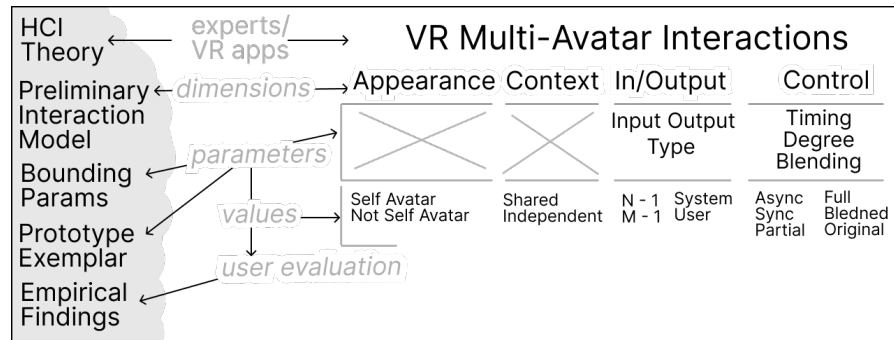 HCI Theory
experts/
VR apps
VR Multi-Avatar Interactions
Preliminary
Interaction
Model
dimensions
Appearance
Context
In/Output
Control
parameters
Input Output
Type
Timing
Degree
Blending
Bounding
Params
values
Self Avatar
Not Self Avatar
Shared
Independent
N - 1
M - 1
System
User
Async
Sync
Partial
Full
Bledned
Original
Prototype
Exemplar
user evaluation
Empirical
Findings